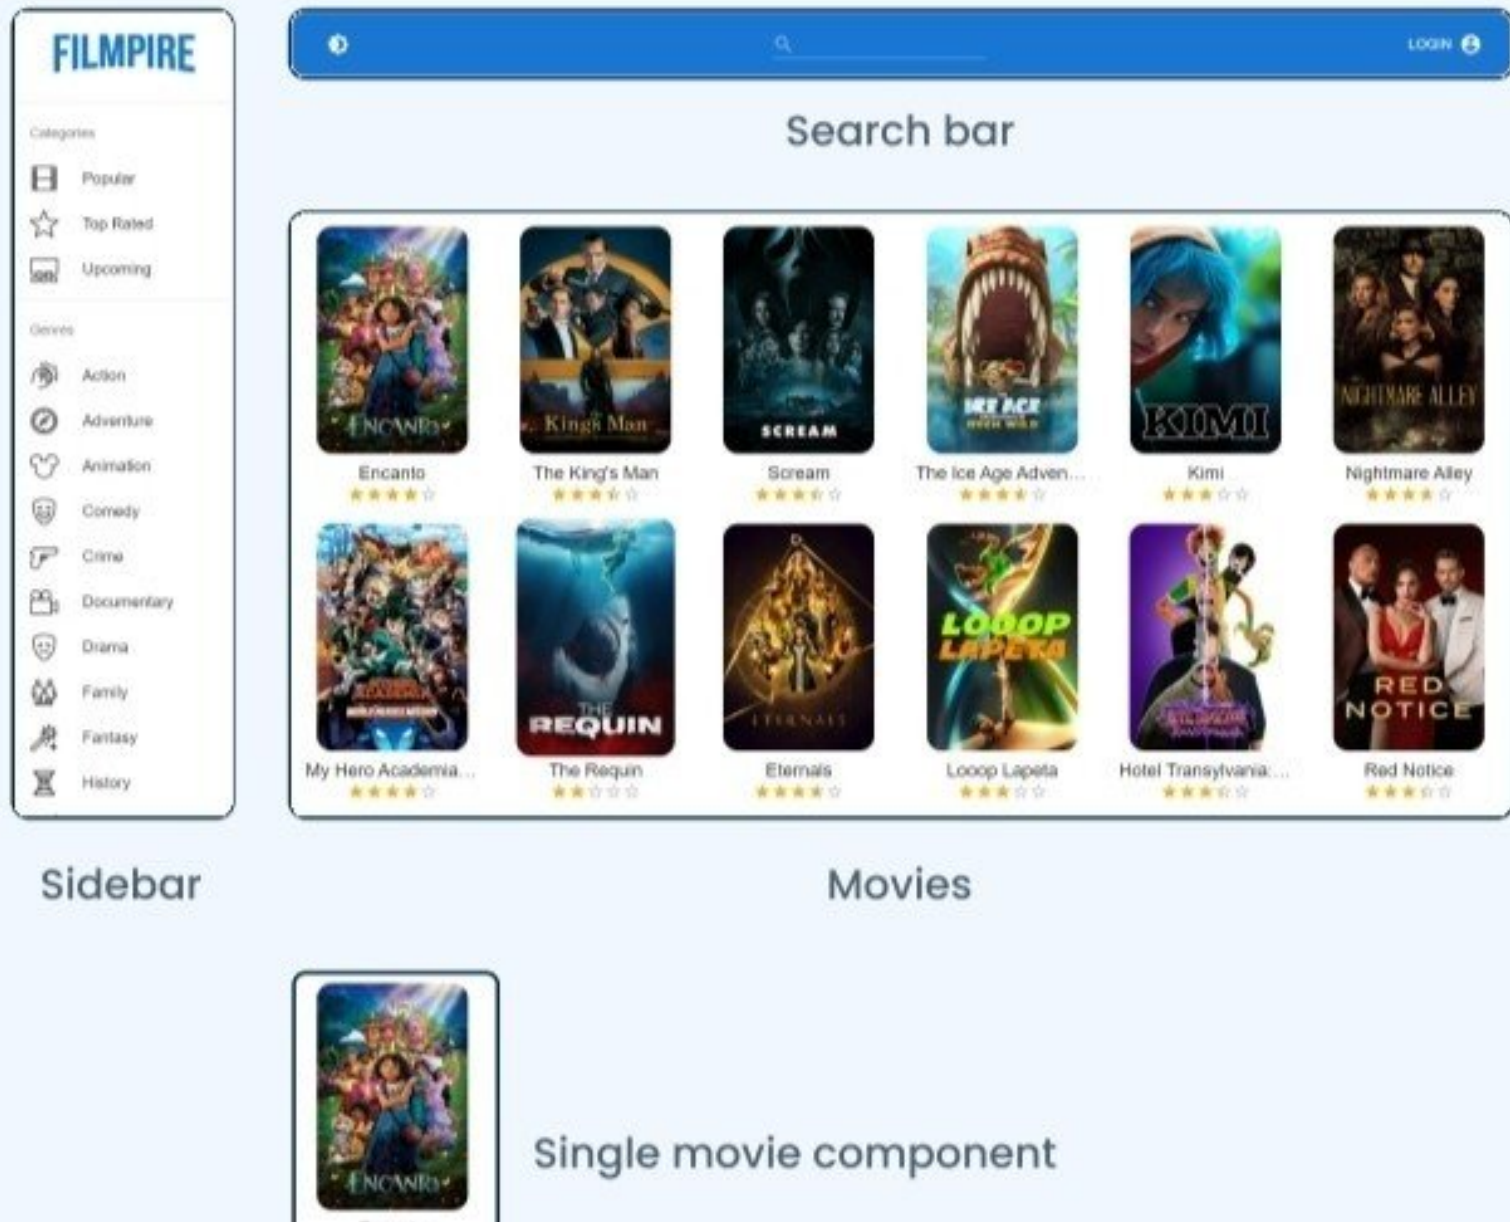 FILMPIRE
LOGIN
Search bar
Categories
Popular
Top Rated
Upcoming
Genres
Action
Adventure
Animation
Comedy
Crime
Documentary
Drama
Family
Fantasy
History
ENCANTO
King's Man
SCREAM
ICE AGE
KIMI
NIGHTMARE ALLEY
Encanto
The King's Man
Scream
The Ice Age Adven...
Kimi
Nightmare Alley
THE
REQUIN
ETERNALS
LOOOP
LAPETA
RED
NOTICE
My Hero Academia...
The Requin
Eternals
Looop Lapeta
Hotel Transylvania:...
Red Notice
Sidebar
Movies
ENCANTO
Single movie component